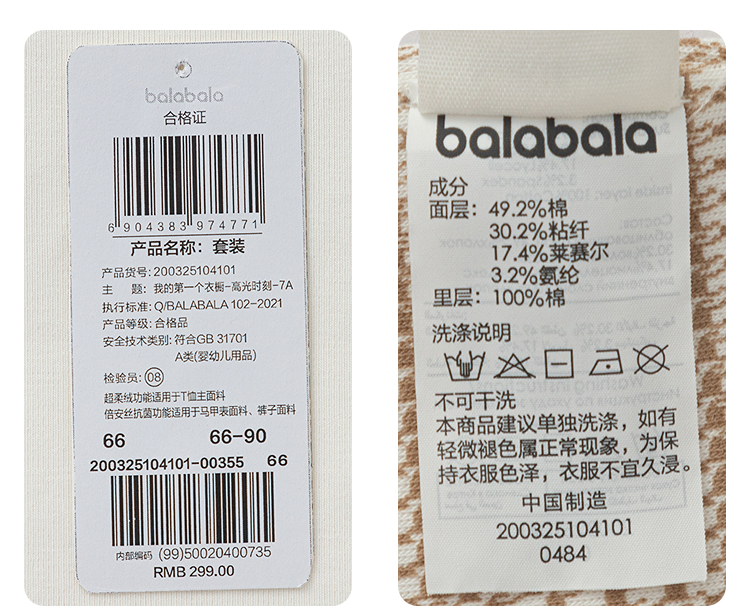 balabala
合格证
6 904383 974771
产品名称：套装
产品货号：200325104101
主 题：我的第一个衣橱-高光时刻-7A
执行标准：Q/BALABALA 102-2021
产品等级：合格品
安全技术类别：符合GB 31701
A类(婴幼儿用品)
检验员：08
超柔绒功能适用于T恤主面料
倍安丝抗菌功能适用于马甲表面料、裤子面料
66 66-90
200325104101-00355 66
内部编码 (99)50020400735
RMB 299.00
balabala
成分
面层：49.2%棉
30.2%粘纤
17.4%莱赛尔
3.2%氨纶
里层：100%棉
洗涤说明
不可干洗
本商品建议单独洗涤，如有
轻微褪色属正常现象，为保
持衣服色泽，衣服不宜久浸。
中国制造
200325104101
0484